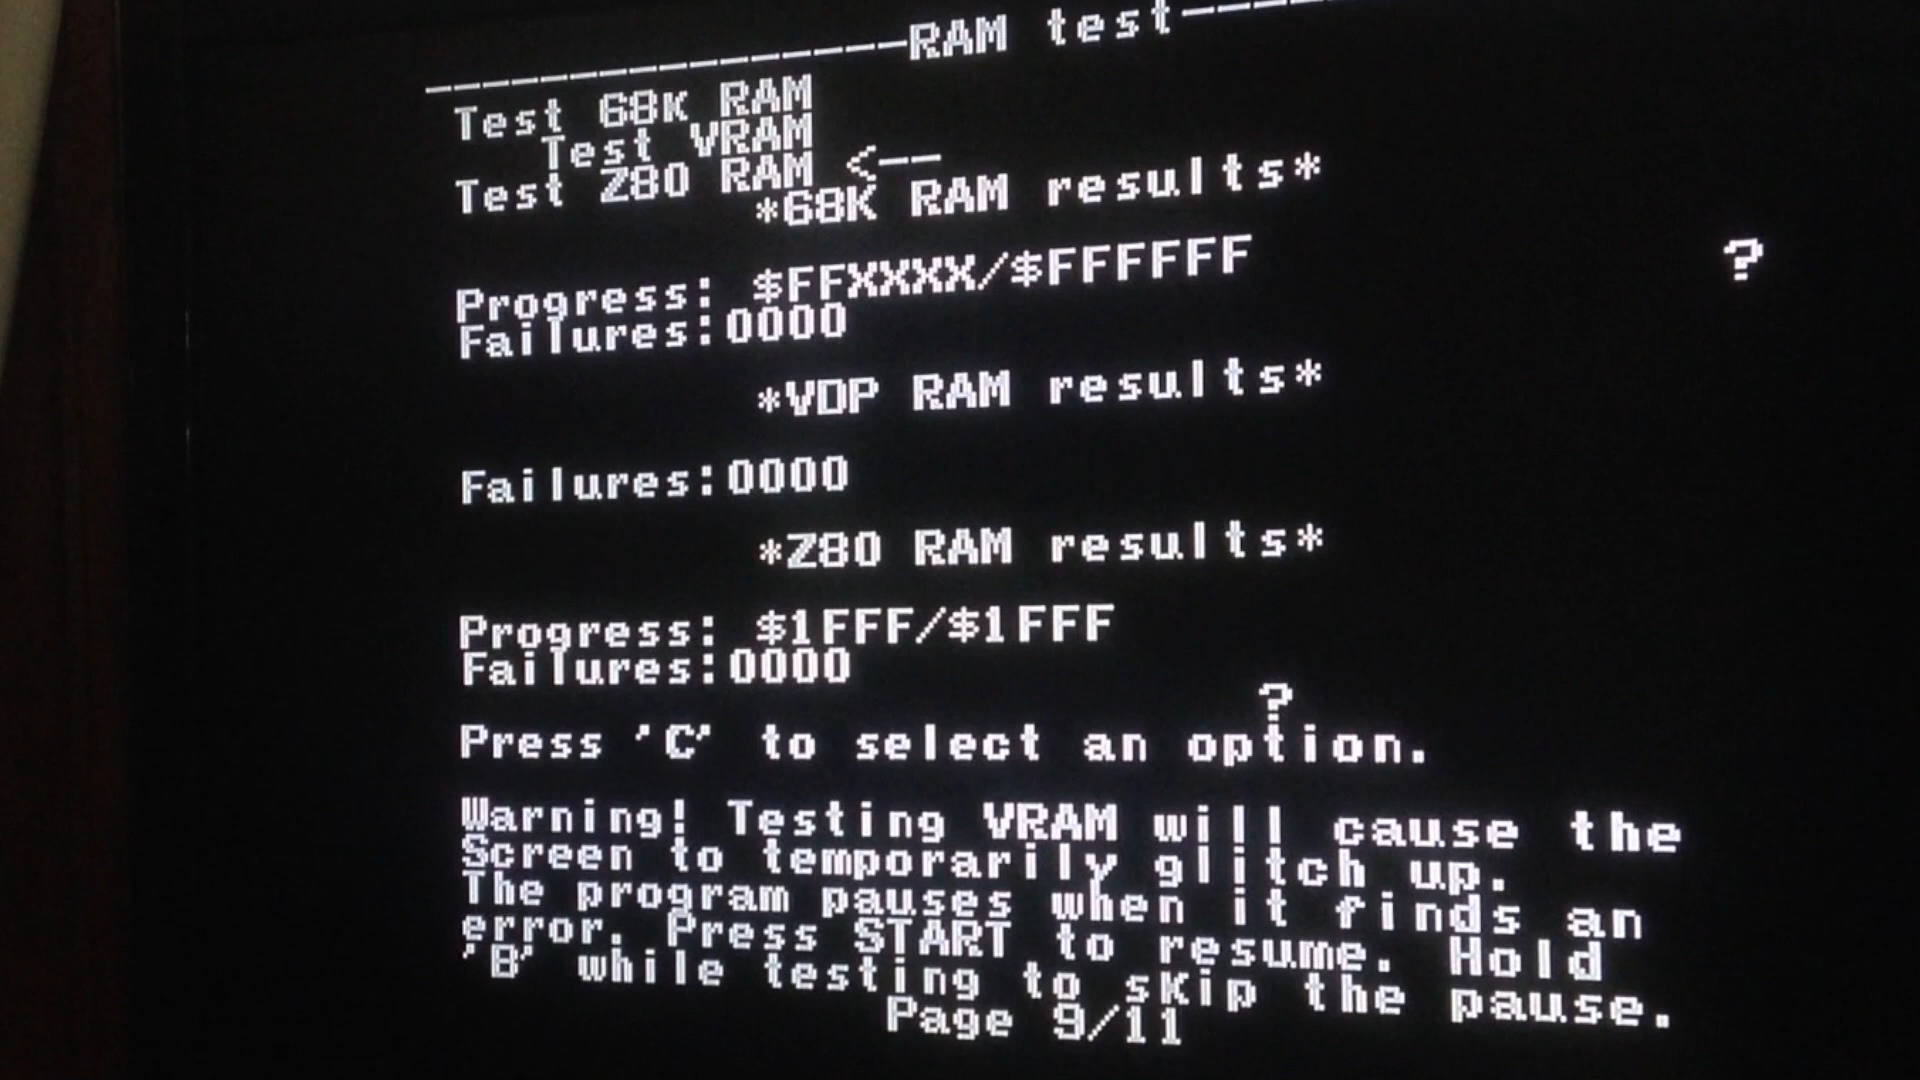 ---------------RAM test-----
Test 68K RAM
Test VRAM
Test Z80 RAM <--
*68K RAM results*
?
Progress: $FFXXXX/$FFFFFF
Failures:0000
*VDP RAM results*
Failures:0000
*Z80 RAM results*
Progress: $1FFF/$1FFF
Failures:0000
?
Press 'C' to select an option.
Warning! Testing VRAM will cause the
Screen to temporarily glitch up.
The program pauses when it finds an
error. Press START to resume. Hold
'B' while testing to skip the pause.
Page 9/11